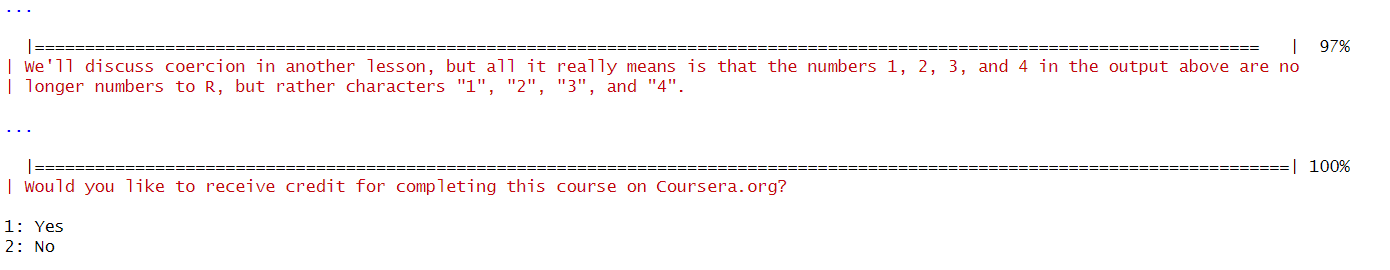 ...
|========================================================================================================================== | 97%
| We'll discuss coercion in another lesson, but all it really means is that the numbers 1, 2, 3, and 4 in the output above are no
| longer numbers to R, but rather characters "1", "2", "3", and "4".
...
|=============================================================================================================================| 100%
| Would you like to receive credit for completing this course on Coursera.org?
1: Yes
2: No